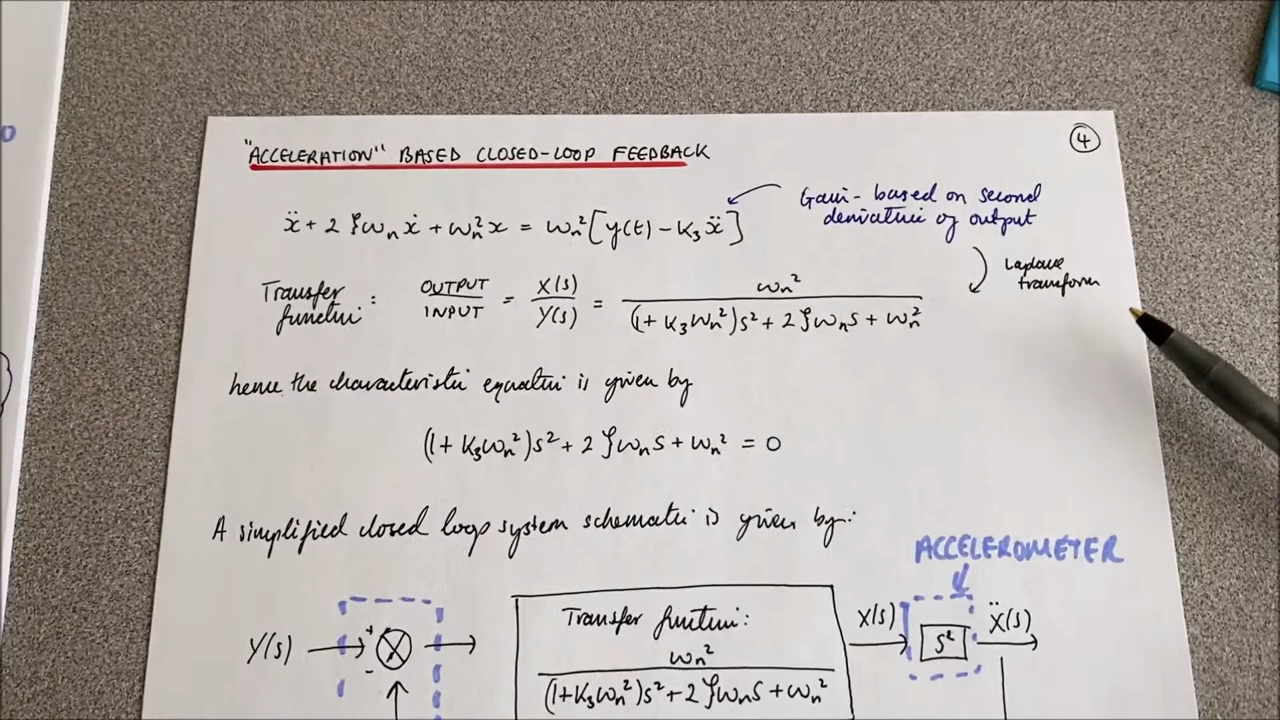 "ACCELERATION" BASED CLOSED-LOOP FEEDBACK
④
ẍ + 2ζωₙẋ + ωₙ²x = ωₙ²[y(t) − K₃ẍ]
Gain - based on second
derivative of output
Laplace
transform
Transfer
function :
OUTPUT / INPUT = X(s) / Y(s) = ωₙ² / (1 + K₃ωₙ²)s² + 2ζωₙs + ωₙ²
hence the characteristic equation is given by
(1 + K₃ωₙ²)s² + 2ζωₙs + ωₙ² = 0
A simplified closed loop system schematic is given by:
ACCELEROMETER
Y(s)
+
-
X
Transfer function:
ωₙ² / (1+K₃ωₙ²)s² + 2ζωₙs + ωₙ²
X(s)
s²
Ẍ(s)